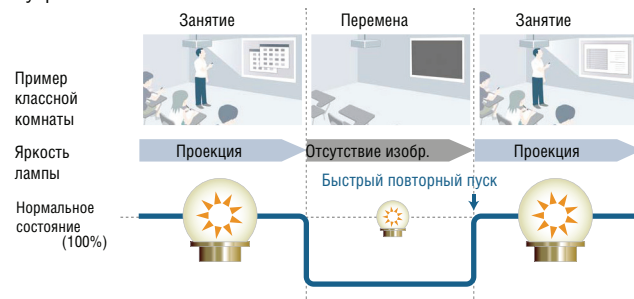 Занятие
Перемена
Занятие
Пример
классной
комнаты
Яркость
лампы
Проекция
Отсутствие изобр.
Проекция
Быстрый повторный пуск
Нормальное
состояние
(100%)